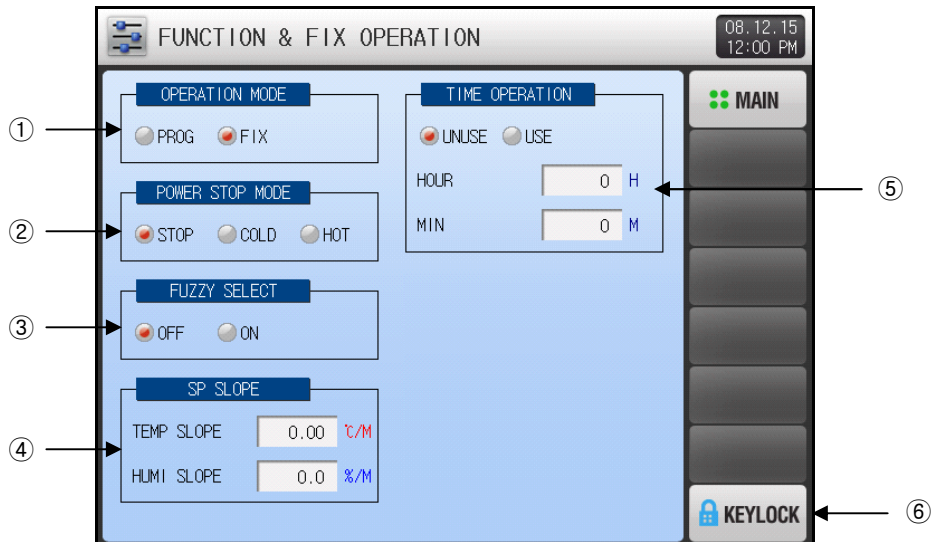 FUNCTION & FIX OPERATION
08.12.15
12:00 PM
OPERATION MODE
① PROG FIX
POWER STOP MODE
② STOP COLD HOT
FUZZY SELECT
③ OFF ON
SP SLOPE
④
TEMP SLOPE 0.00 ℃/M
HUMI SLOPE 0.0 %/M
TIME OPERATION
UNUSE USE
HOUR 0 H
MIN 0 M
⑤
MAIN
KEYLOCK ⑥